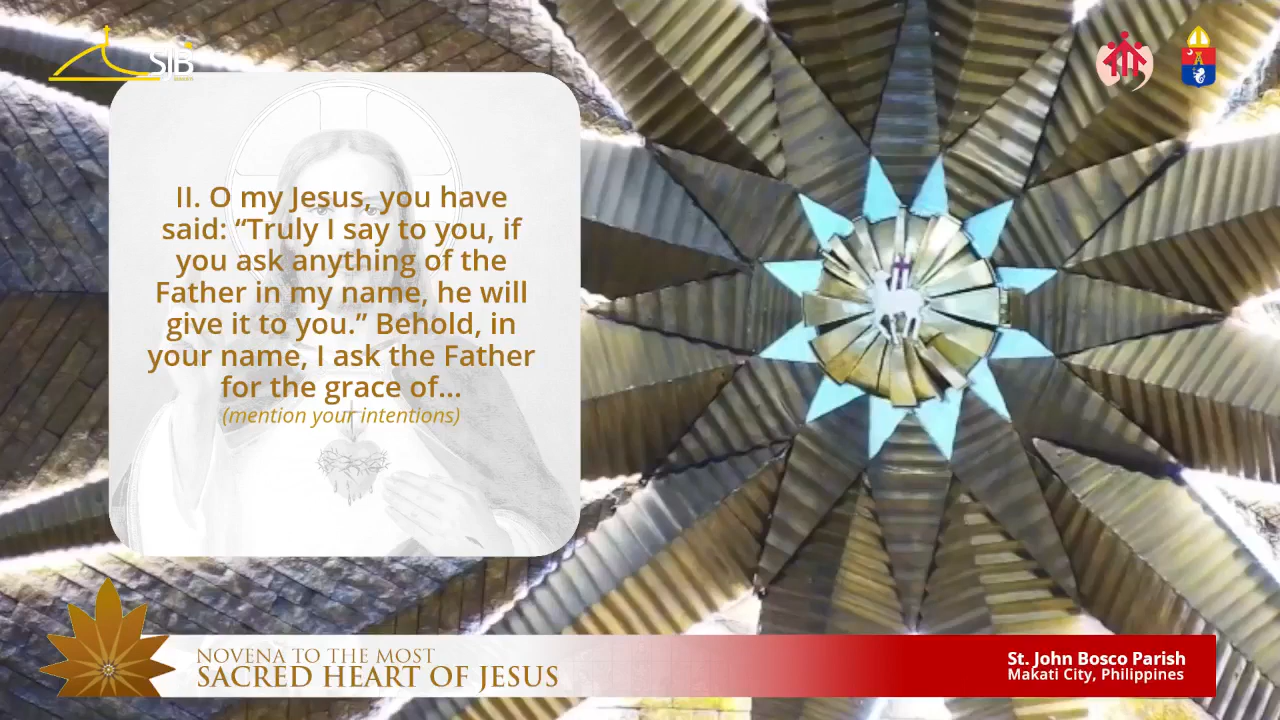 SJB
II. O my Jesus, you have
said: “Truly I say to you, if
you ask anything of the
Father in my name, he will
give it to you.” Behold, in
your name, I ask the Father
for the grace of...
(mention your intentions)
NOVENA TO THE MOST
SACRED HEART OF JESUS
St. John Bosco Parish
Makati City, Philippines